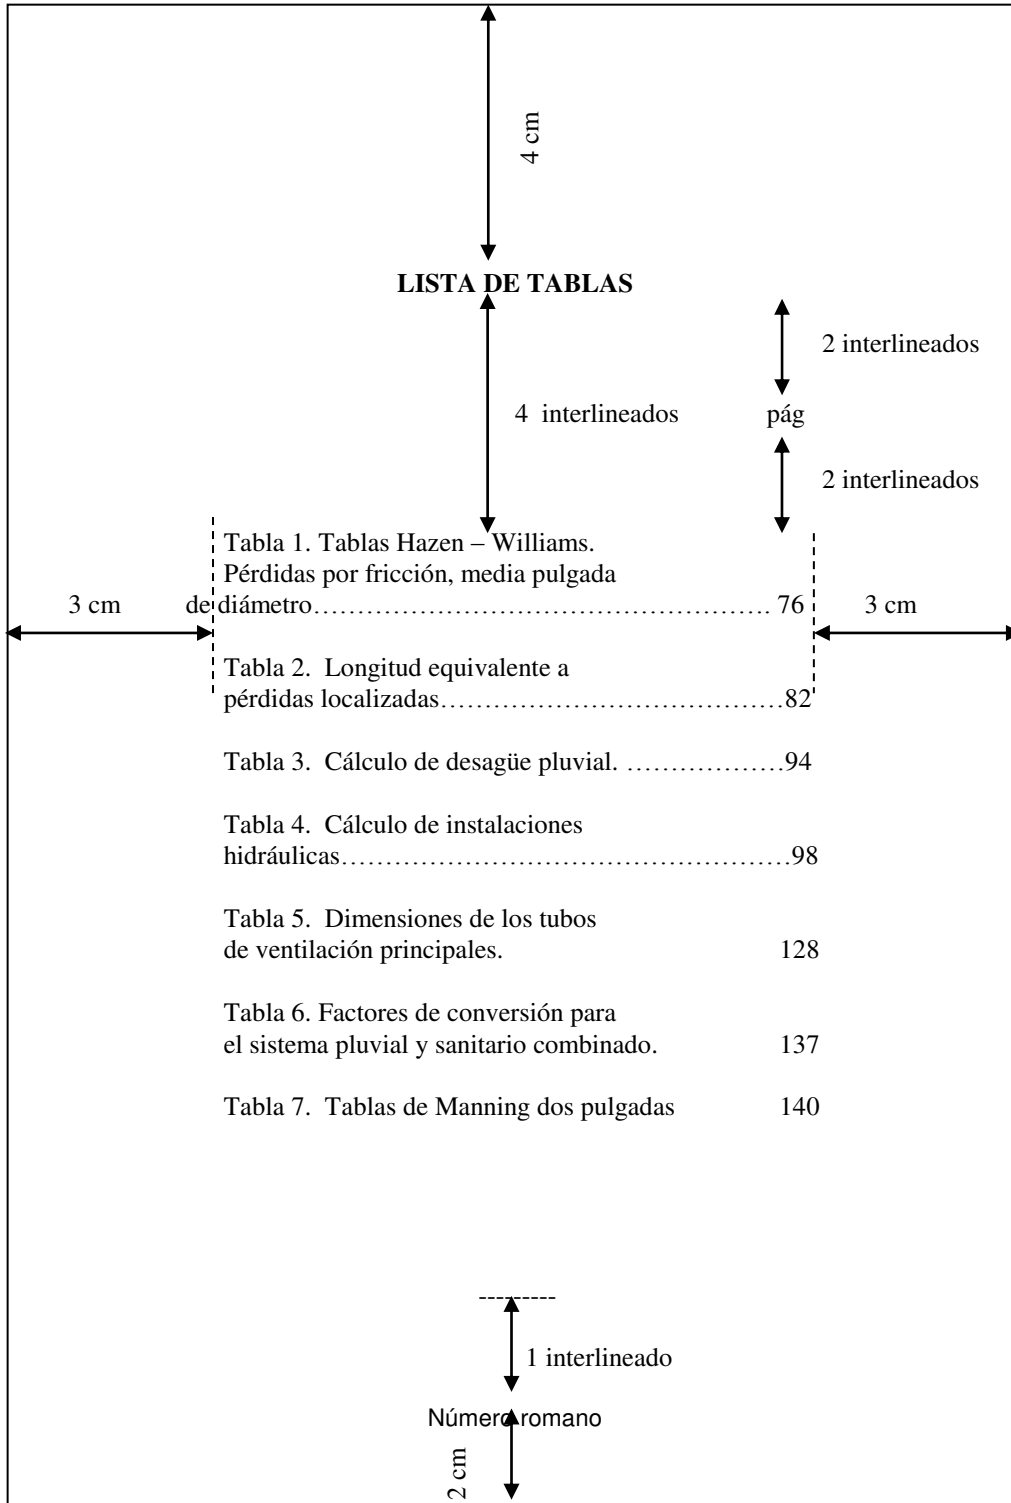 4 cm
LISTA DE TABLAS
2 interlineados
4  interlineados
pág
2 interlineados
Tabla 1. Tablas Hazen – Williams.
Pérdidas por fricción, media pulgada
3 cm
de diámetro…………………………………………… 76
3 cm
Tabla 2.  Longitud equivalente a
pérdidas localizadas…………………………………82
Tabla 3.  Cálculo de desagüe pluvial. ………………94
Tabla 4.  Cálculo de instalaciones
hidráulicas……………………………………………98
Tabla 5.  Dimensiones de los tubos
de ventilación principales. 128
Tabla 6. Factores de conversión para
el sistema pluvial y sanitario combinado. 137
Tabla 7.  Tablas de Manning dos pulgadas 140
1 interlineado
Número romano
2 cm